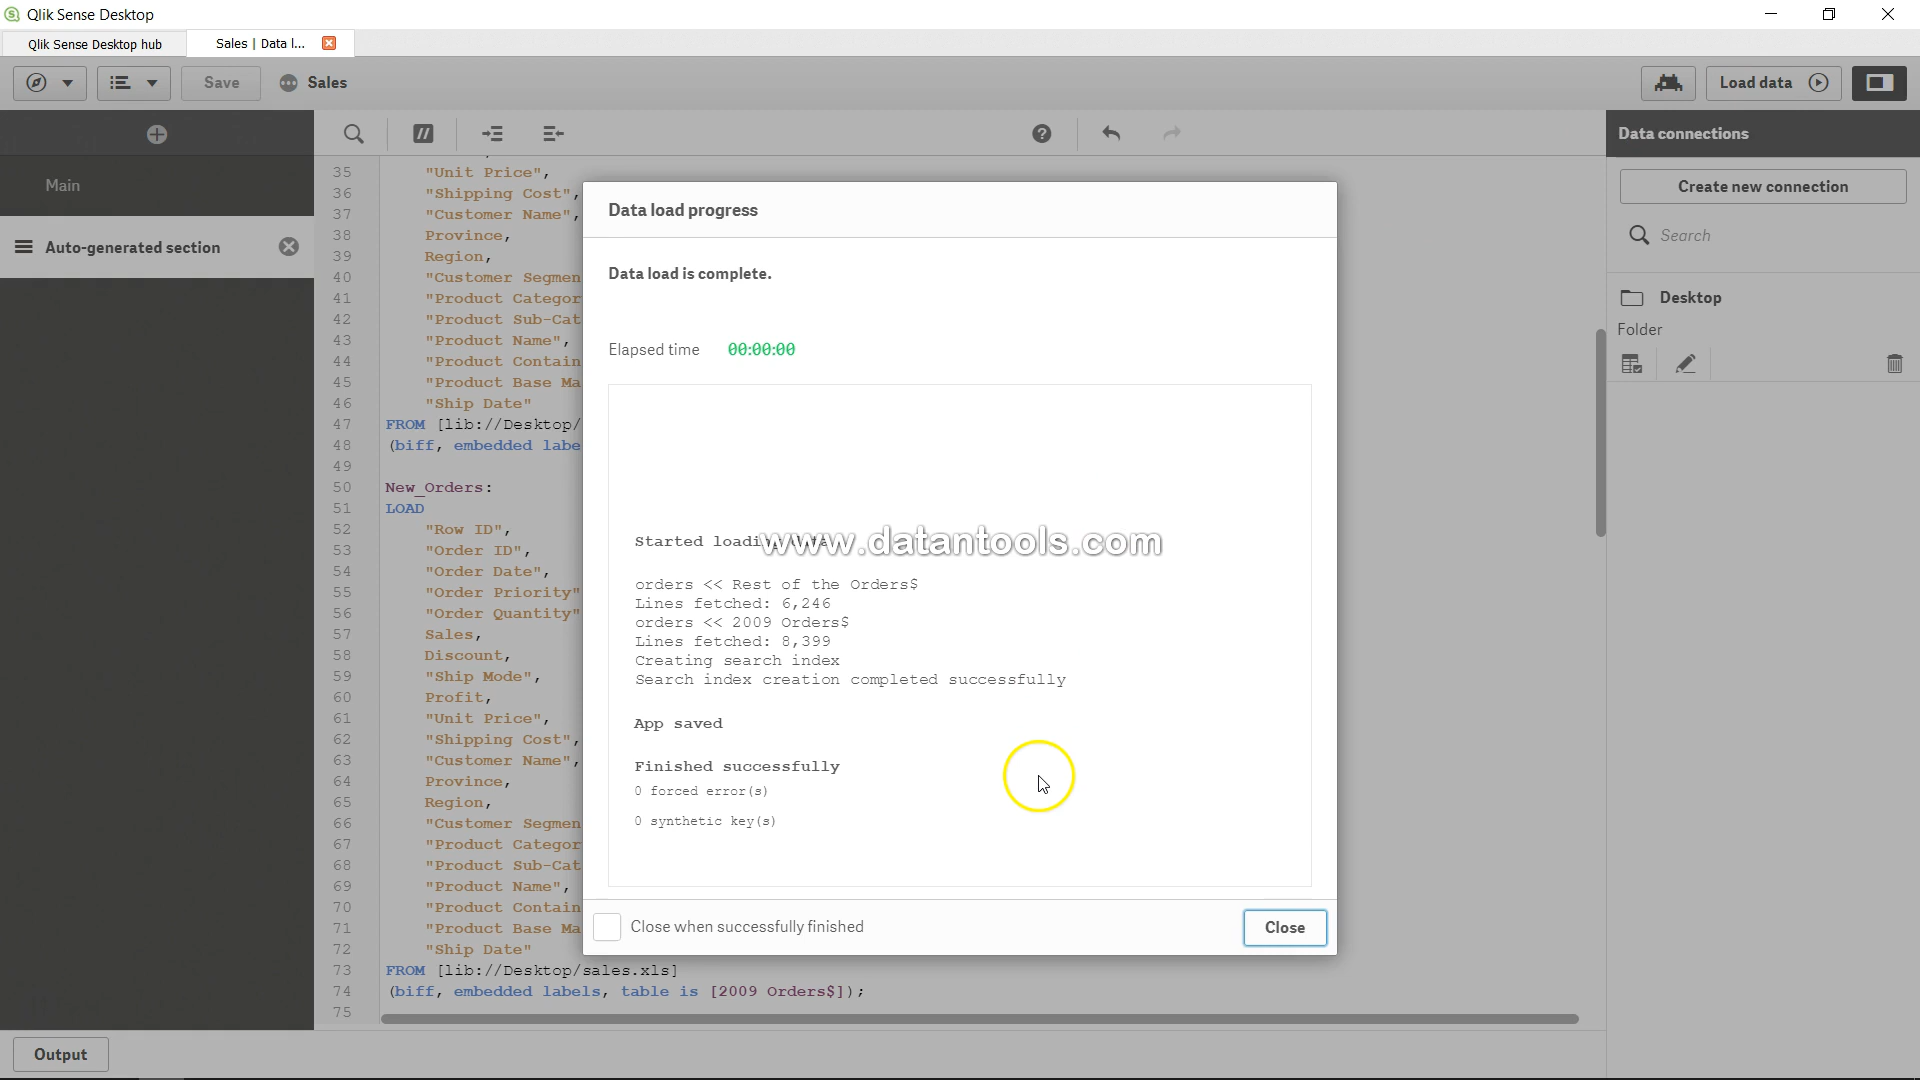 Qlik Sense Desktop
Qlik Sense Desktop hub
Sales | Data l...
Save
Sales
Load data
Main
Auto-generated section
Data connections
Create new connection
Search
Desktop
Folder
35 "Unit Price",
36 "Shipping Cost",
37 "Customer Name",
38 Province,
39 Region,
40 "Customer Segmen
41 "Product Categor
42 "Product Sub-Cat
43 "Product Name",
44 "Product Contain
45 "Product Base Ma
46 "Ship Date"
47 FROM [lib://Desktop/
48 (biff, embedded labe
49
50 New_Orders:
51 LOAD
52 "Row ID",
53 "Order ID",
54 "Order Date",
55 "Order Priority"
56 "Order Quantity"
57 Sales,
58 Discount,
59 "Ship Mode",
60 Profit,
61 "Unit Price",
62 "Shipping Cost",
63 "Customer Name",
64 Province,
65 Region,
66 "Customer Segmen
67 "Product Categor
68 "Product Sub-Cat
69 "Product Name",
70 "Product Contain
71 "Product Base Ma
72 "Ship Date"
73 FROM [lib://Desktop/sales.xls]
74 (biff, embedded labels, table is [2009 Orders$]);
75
Data load progress
Data load is complete.
Elapsed time 00:00:00
Started loading
www.datantools.com
orders << Rest of the Orders$
Lines fetched: 6,246
orders << 2009 Orders$
Lines fetched: 8,399
Creating search index
Search index creation completed successfully
App saved
Finished successfully
0 forced error(s)
0 synthetic key(s)
Close when successfully finished
Close
Output